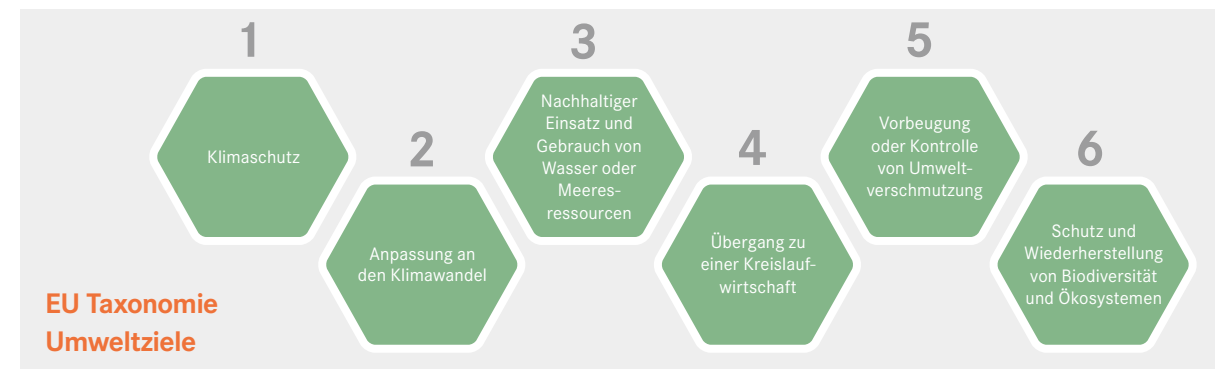 1
Klimaschutz
2
Anpassung an
den Klimawandel
3
Nachhaltiger
Einsatz und
Gebrauch von
Wasser oder
Meeres-
ressourcen
4
Übergang zu
einer Kreislauf-
wirtschaft
5
Vorbeugung
oder Kontrolle
von Umwelt-
verschmutzung
6
Schutz und
Wiederherstellung
von Biodiversität
und Ökosystemen
EU Taxonomie
Umweltziele